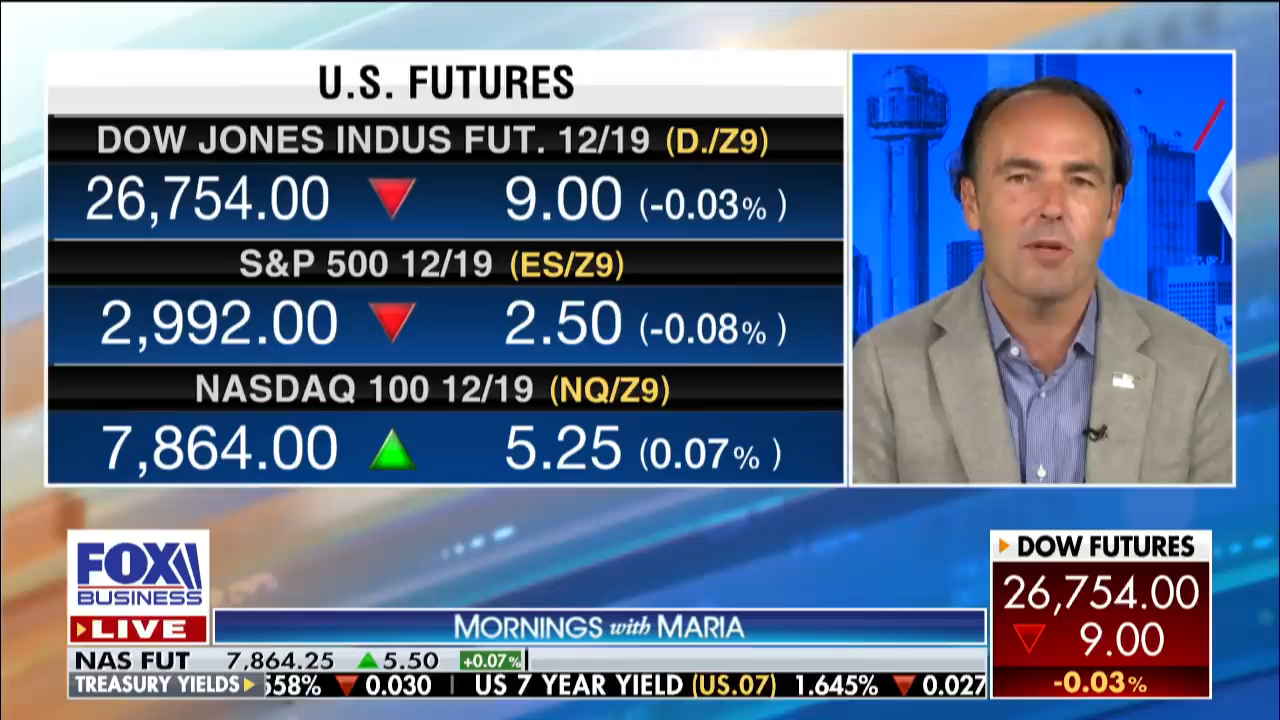 U.S. FUTURES
DOW JONES INDUS FUT. 12/19 (D./Z9)
26,754.00 ▼ 9.00 (-0.03%)
S&P 500 12/19 (ES/Z9)
2,992.00 ▼ 2.50 (-0.08%)
NASDAQ 100 12/19 (NQ/Z9)
7,864.00 ▲ 5.25 (0.07%)
FOX
BUSINESS
LIVE
MORNINGS with MARIA
DOW FUTURES
26,754.00
▼ 9.00
-0.03%
NAS FUT 7,864.25 ▲ 5.50 +0.07%
TREASURY YIELDS 558% ▼ 0.030 | US 7 YEAR YIELD (US.07) 1.645% ▼ 0.027